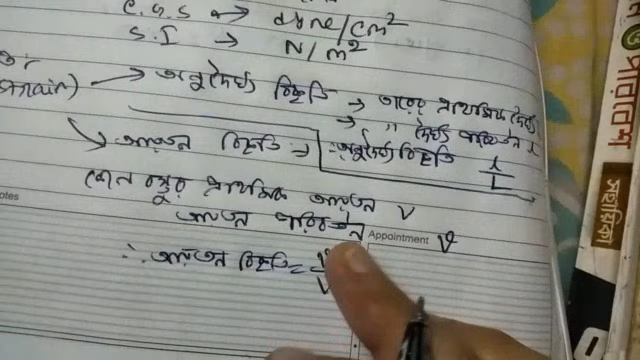 C.G.S → dyne/cm²
S.I → N/m²
→ অনুদৈর্ঘ্য বিকৃতি → তারের প্রাথমিক দৈর্ঘ্য
→ " দৈর্ঘ্য পরিবর্তন
→ আয়তন বিকৃতি → ∴ অনুদৈর্ঘ্য বিকৃতি
কোন বস্তুর প্রাথমিক আয়তন V
আয়তন পরিবর্তন v
∴ আয়তন বিকৃতি =
otes
Appointment
সহায়িকা